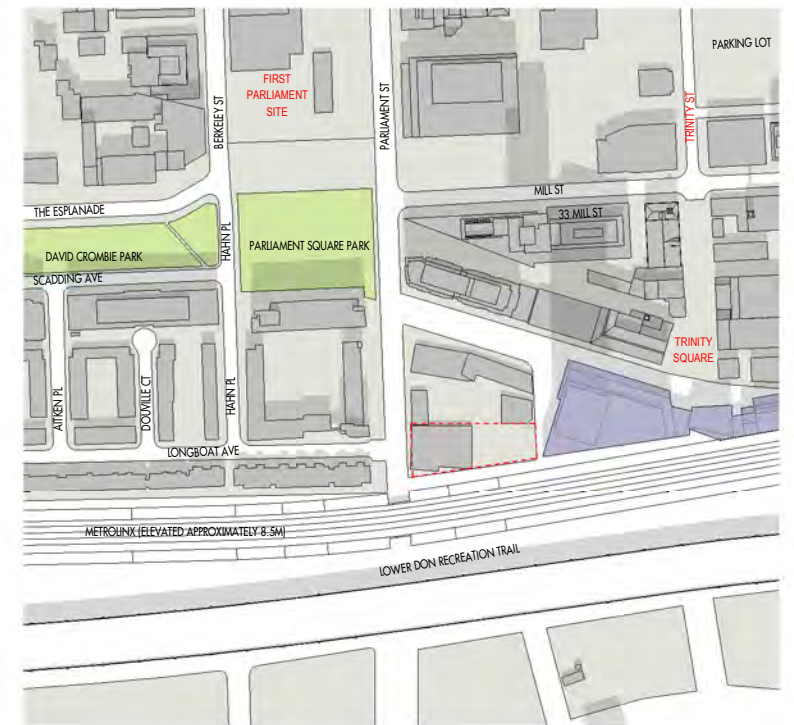 PARKING LOT
FIRST
PARLIAMENT
SITE
BERKELEY ST
PARLIAMENT ST
TRINITY ST
MILL ST
THE ESPLANADE
33 MILL ST
HAHN PL
PARLIAMENT SQUARE PARK
DAVID CROMBIE PARK
SCADDING AVE
TRINITY
SQUARE
AITKEN PL
DOUVILLE CT
HAHN PL
LONGBOAT AVE
METROLINX (ELEVATED APPROXIMATELY 8.5M)
LOWER DON RECREATION TRAIL